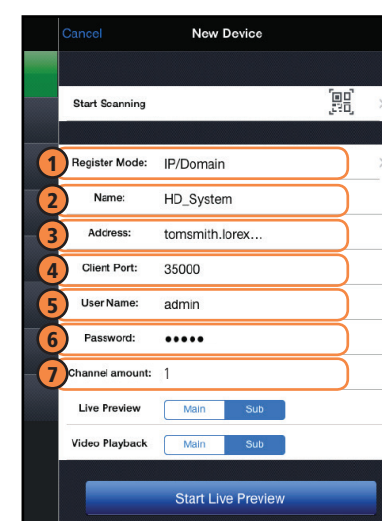 Cancel New Device
Start Scanning
1 Register Mode: IP/Domain
2 Name: HD_System
3 Address: tomsmith.lorex...
4 Client Port: 35000
5 User Name: admin
6 Password: •••••
7 Channel amount: 1
Live Preview Main Sub
Video Playback Main Sub
Start Live Preview